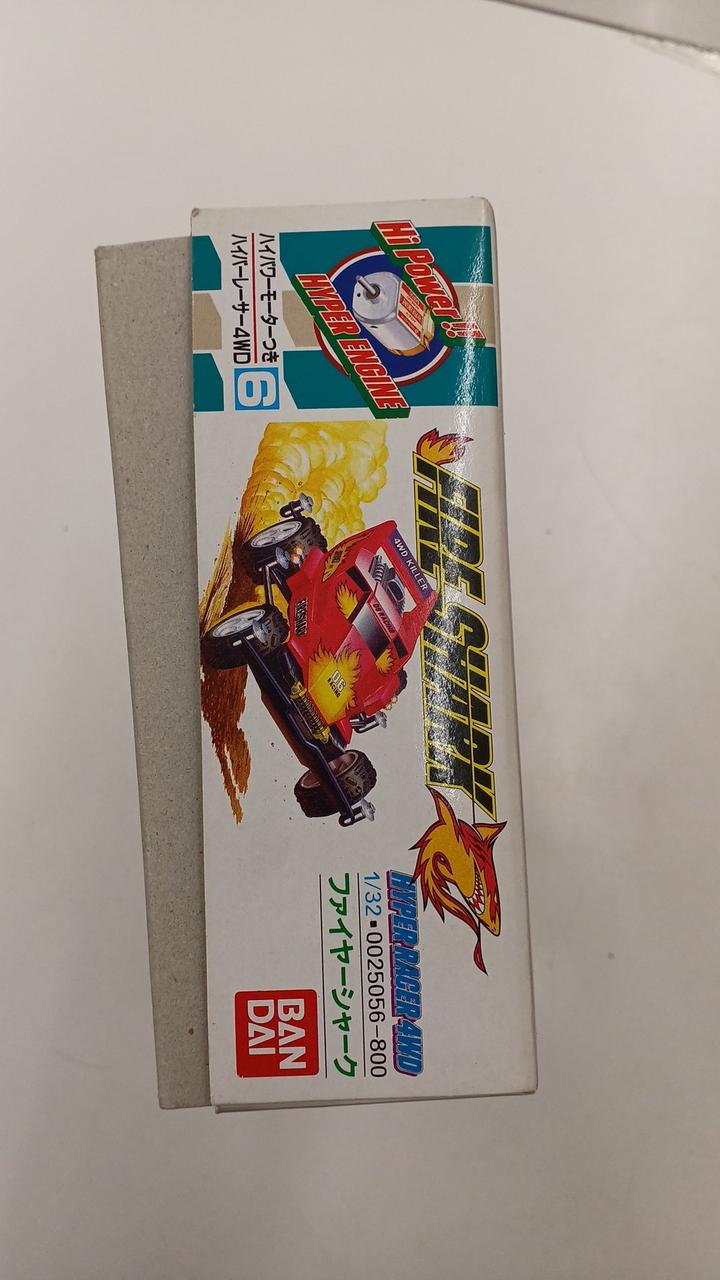 Hi Power!!
HYPER ENGINE
ハイパワーモーターつき
ハイパーレーサー4WD
6
FIRE SHARK
4WD KILLER
06
RACING
HYPER RACER 4WD
1/32▪0025056–800
ファイヤーシャーク
BAN
DAI